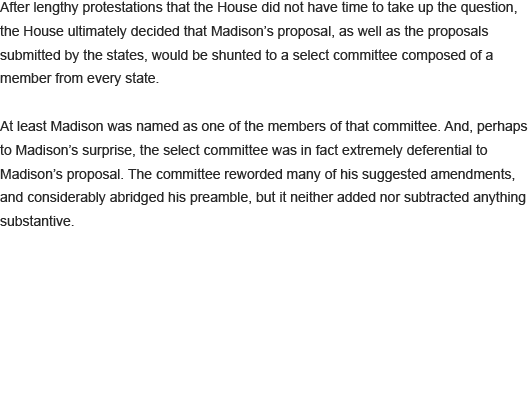 After lengthy protestations that the House did not have time to take up the question,
the House ultimately decided that Madison’s proposal, as well as the proposals
submitted by the states, would be shunted to a select committee composed of a
member from every state.
At least Madison was named as one of the members of that committee. And, perhaps
to Madison’s surprise, the select committee was in fact extremely deferential to
Madison’s proposal. The committee reworded many of his suggested amendments,
and considerably abridged his preamble, but it neither added nor subtracted anything
substantive.